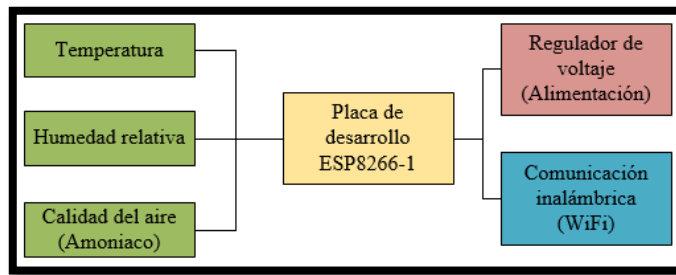 Temperatura
Humedad relativa
Calidad del aire
(Amoniaco)
Placa de
desarrollo
ESP8266-1
Regulador de
voltaje
(Alimentación)
Comunicación
inalámbrica
(WiFi)